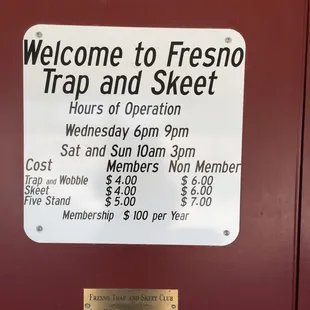 Welcome to Fresno
Trap and Skeet
Hours of Operation
Wednesday 6pm 9pm
Sat and Sun 10am 3pm
Cost Members Non Member
Trap and Wobble $ 4.00 $ 6.00
Skeet $ 4.00 $ 6.00
Five Stand $ 5.00 $ 7.00
Membership $ 100 per Year
Fresno Trap and Skeet Club